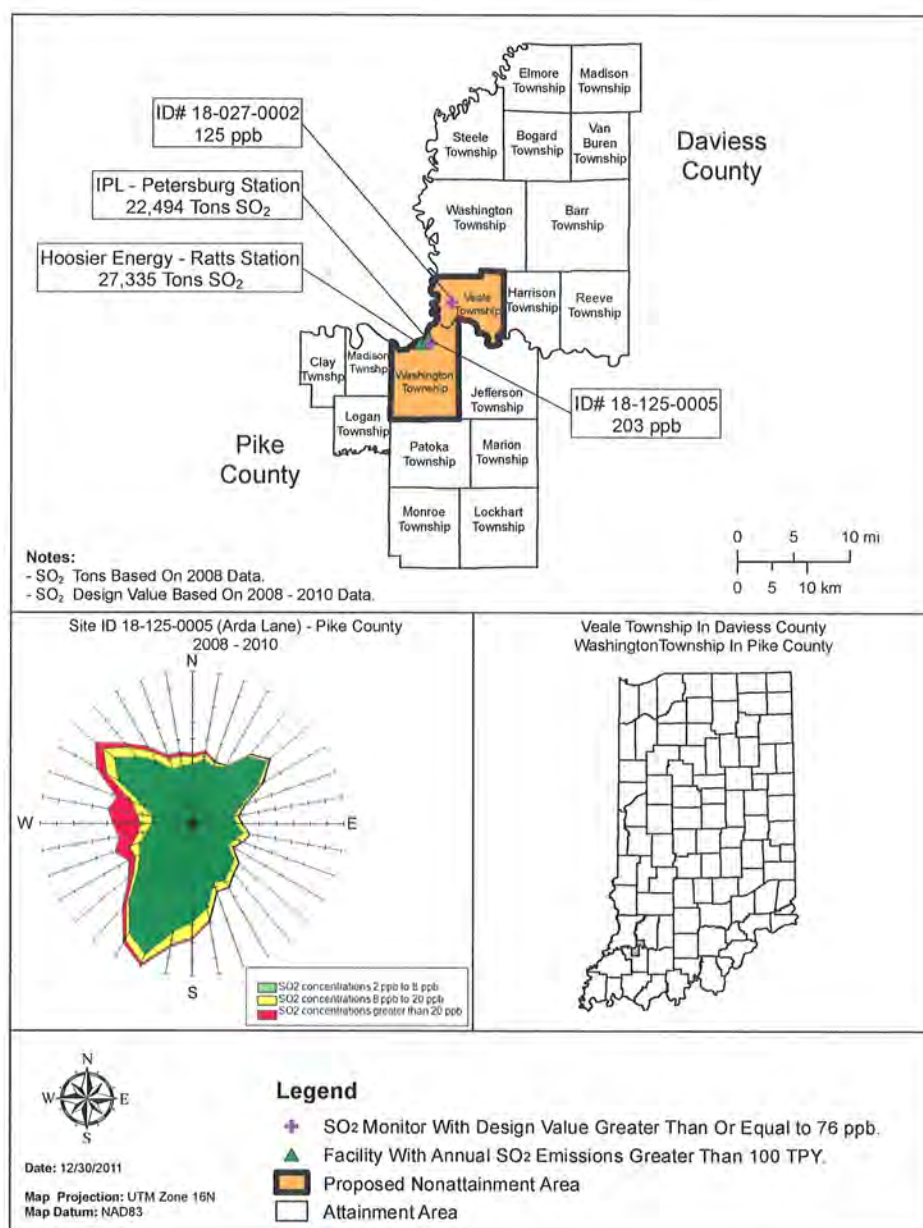 ID# 18-027-0002
125 ppb
IPL - Petersburg Station
22,494 Tons SO₂
Hoosier Energy - Ratts Station
27,335 Tons SO₂
Elmore
Township
Madison
Township
Steele
Township
Bogard
Township
Van
Buren
Township
Daviess
County
Washington
Township
Barr
Township
Veale
Township
Harrison
Township
Reeve
Township
Clay
Twnshp
Madison
Twnshp
Washington
Township
Jefferson
Township
ID# 18-125-0005
203 ppb
Logan
Township
Pike
County
Patoka
Township
Marion
Township
Monroe
Township
Lockhart
Township
Notes:
- SO₂ Tons Based On 2008 Data.
- SO₂ Design Value Based On 2008 - 2010 Data.
0 5 10 mi
0 5 10 km
Site ID 18-125-0005 (Arda Lane) - Pike County
2008 - 2010
N
W
E
S
SO2 concentrations 2 ppb to 8 ppb
SO2 concentrations 8 ppb to 20 ppb
SO2 concentrations greater than 20 ppb
Veale Township In Daviess County
WashingtonTownship In Pike County
N
W
E
S
Date: 12/30/2011
Map Projection: UTM Zone 16N
Map Datum: NAD83
Legend
SO2 Monitor With Design Value Greater Than Or Equal to 76 ppb.
Facility With Annual SO2 Emissions Greater Than 100 TPY.
Proposed Nonattainment Area
Attainment Area